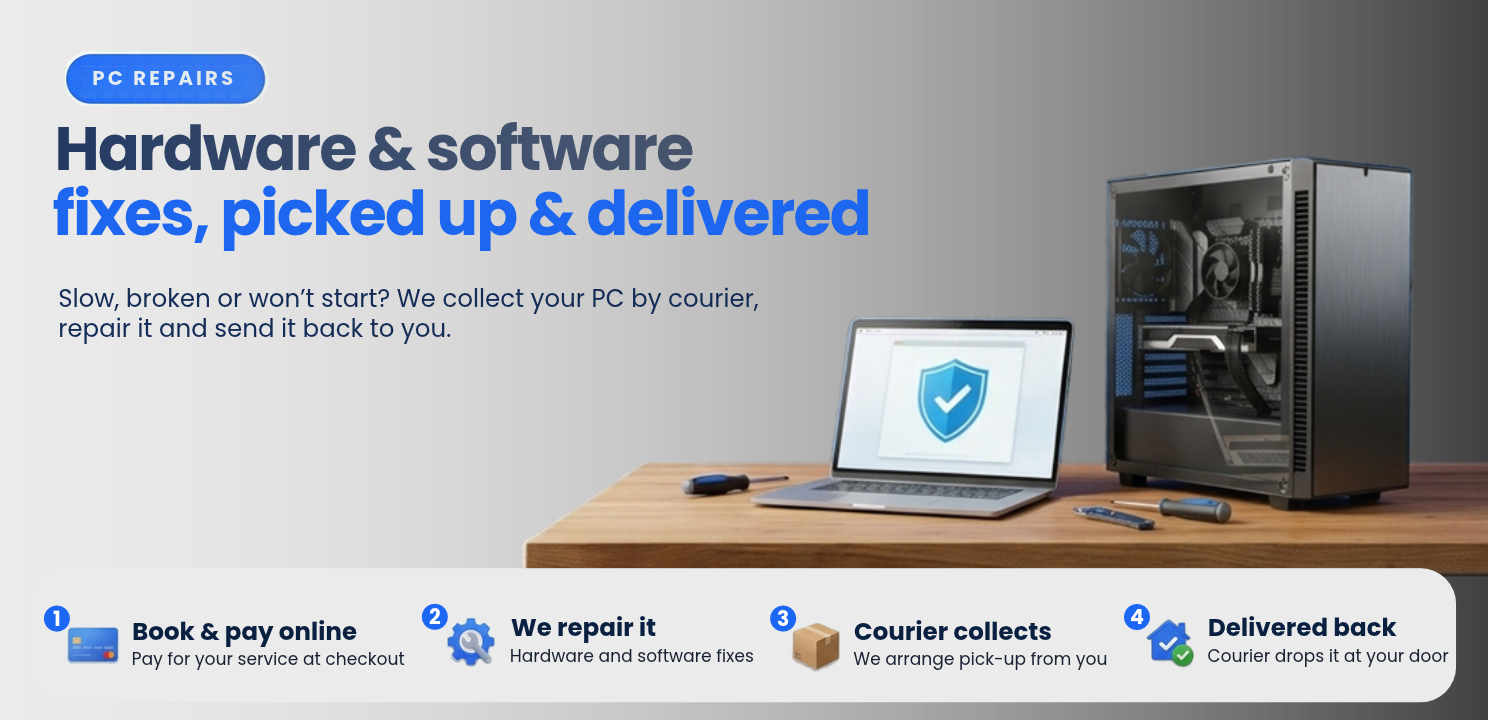 PC REPAIRS
Hardware & software
fixes, picked up & delivered
Slow, broken or won’t start? We collect your PC by courier,
repair it and send it back to you.
1
Book & pay online
Pay for your service at checkout
2
We repair it
Hardware and software fixes
3
Courier collects
We arrange pick-up from you
4
Delivered back
Courier drops it at your door